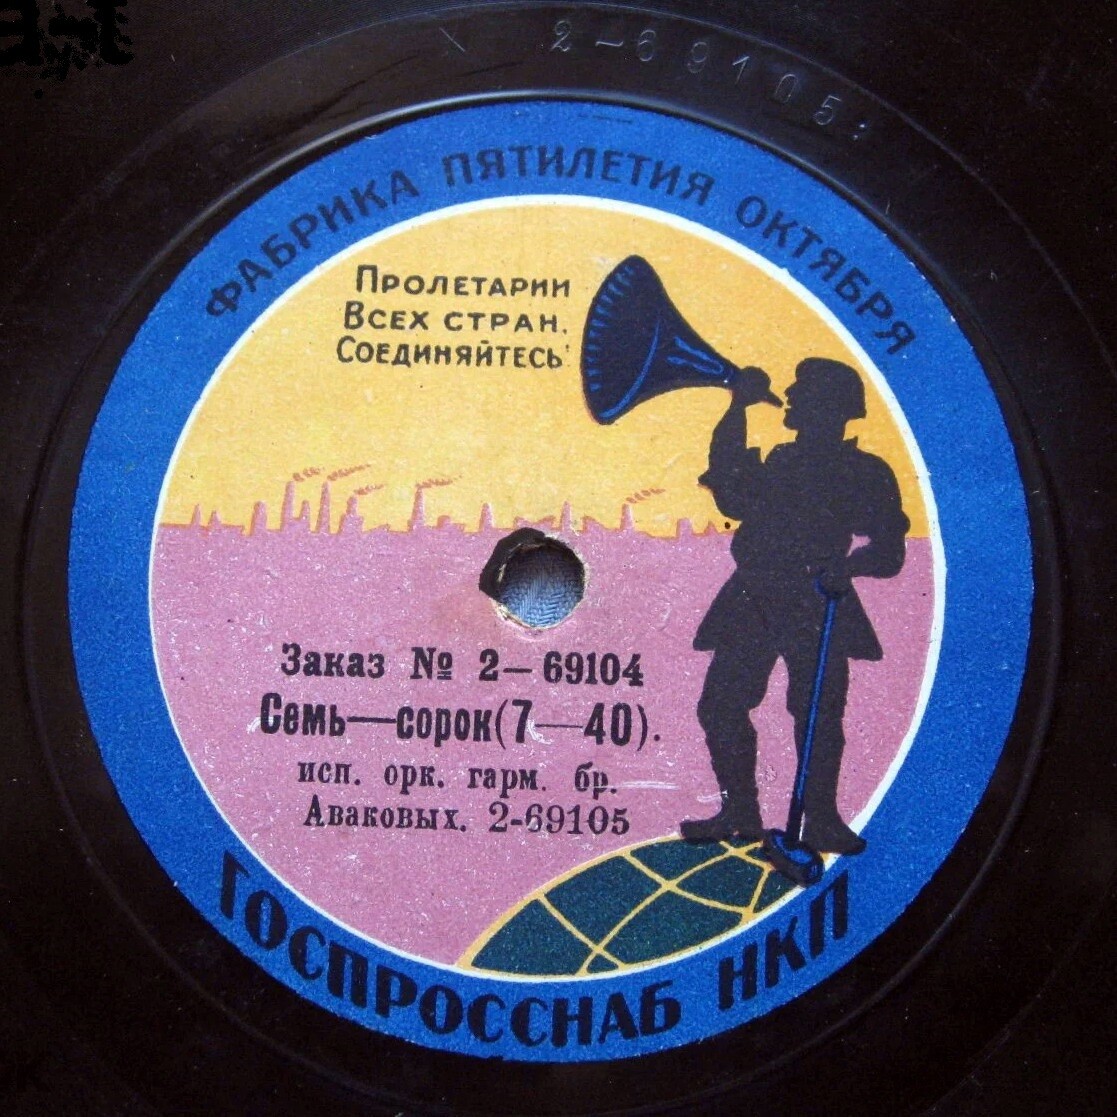 2-69105
ФАБРИКА ПЯТИЛЕТИЯ ОКТЯБРЯ
ПРОЛЕТАРИИ
ВСЕХ СТРАН,
СОЕДИНЯЙТЕСЬ!
Заказ № 2—69104
Семь—сорок(7—40).
исп. орк. гарм. бр.
Аваковых. 2-69105
ГОСПРОССНАБ НКП